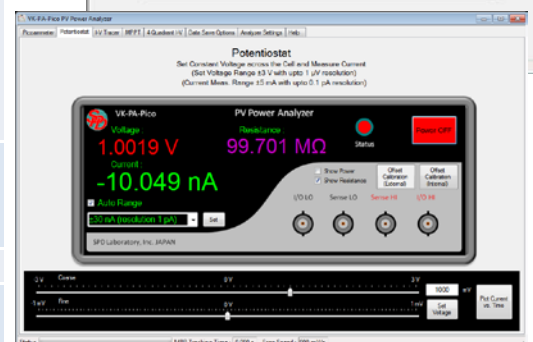 VK-PA-Pico PV Power Analyzer
Picoammeter Potentiostat I-V Tracer MPPT 4 Quadrant I-V Data Save Options Analyzer Settings Help
Potentiostat
Set Constant Voltage across the Cell and Measure Current
(Set Voltage Range ±3 V with upto 1 µV resolution)
(Current Meas. Range ±5 mA with upto 0.1 pA resolution)
VK-PA-Pico PV Power Analyzer
Voltage : Resistance :
1.0019 V 99.701 MΩ
Status
Power OFF
Current :
-10.049 nA
Show Power
Show Resistance
Offset Calibration (External)
Offset Calibration (Internal)
Auto Range
±30 nA (resolution 1 pA) Set
I/O LO Sense LO Sense HI I/O HI
SPD Laboratory, Inc. JAPAN
Coarse 0 V 3 V
1000 mV
-1 mV Fine 0 V 1 mV
Set Voltage
Plot Current vs. Time